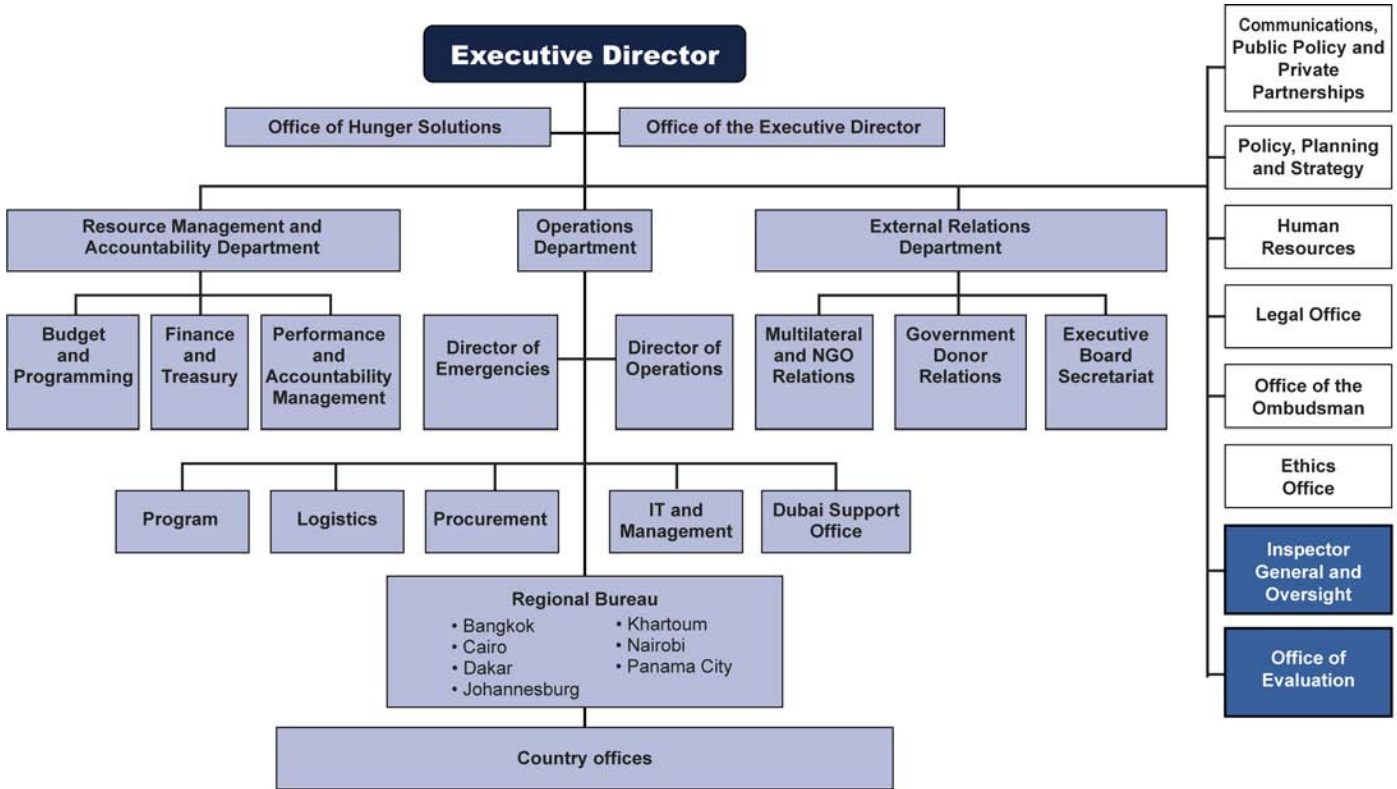 Executive Director
Office of Hunger Solutions
Office of the Executive Director
Resource Management and
Accountability Department
Operations
Department
External Relations
Department
Budget
and
Programming
Finance
and
Treasury
Performance
and
Accountability
Management
Director of
Emergencies
Director of
Operations
Multilateral
and NGO
Relations
Government
Donor
Relations
Executive
Board
Secretariat
Program
Logistics
Procurement
IT and
Management
Dubai Support
Office
Regional Bureau
• Bangkok
• Cairo
• Dakar
• Johannesburg
• Khartoum
• Nairobi
• Panama City
Country offices
Communications,
Public Policy and
Private
Partnerships
Policy, Planning
and Strategy
Human
Resources
Legal Office
Office of the
Ombudsman
Ethics
Office
Inspector
General and
Oversight
Office of
Evaluation